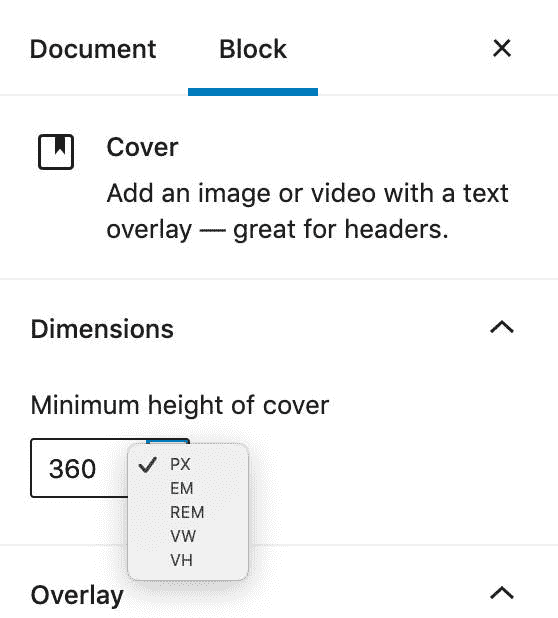 Document Block
Cover
Add an image or video with a text
overlay — great for headers.
Dimensions
Minimum height of cover
360
PX
EM
REM
VW
VH
Overlay